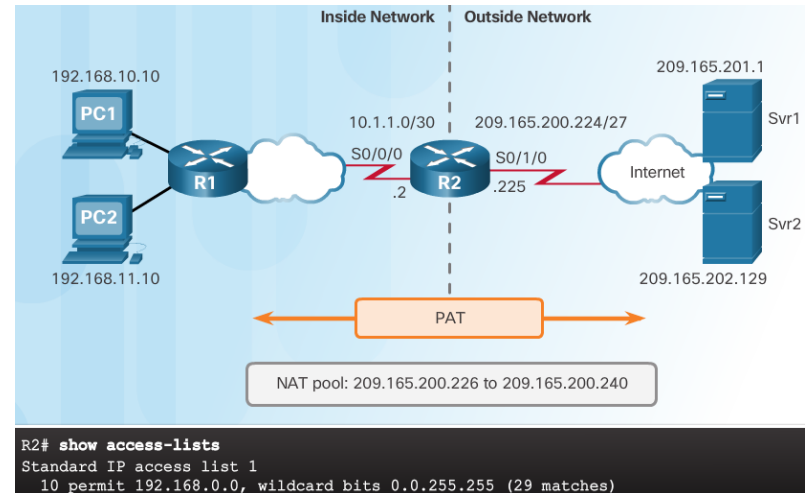 Inside Network
Outside Network
192.168.10.10
209.165.201.1
PC1
Svr1
10.1.1.0/30
209.165.200.224/27
S0/0/0
S0/1/0
R1
R2
Internet
.2
.225
PC2
Svr2
192.168.11.10
209.165.202.129
PAT
NAT pool: 209.165.200.226 to 209.165.200.240
R2# show access-lists
Standard IP access list 1
10 permit 192.168.0.0, wildcard bits 0.0.255.255 (29 matches)